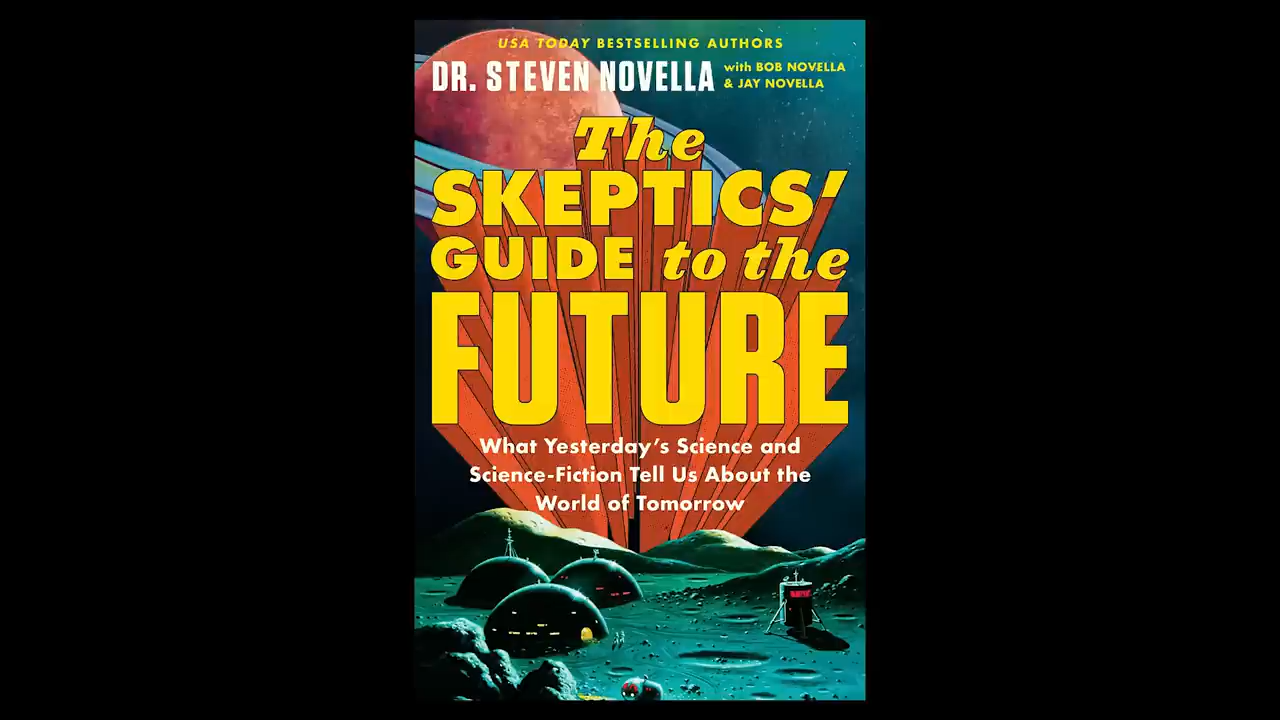 USA TODAY BESTSELLING AUTHORS
DR. STEVEN NOVELLA with BOB NOVELLA
& JAY NOVELLA
The
SKEPTICS'
GUIDE to the
FUTURE
What Yesterday's Science and
Science-Fiction Tell Us About the
World of Tomorrow